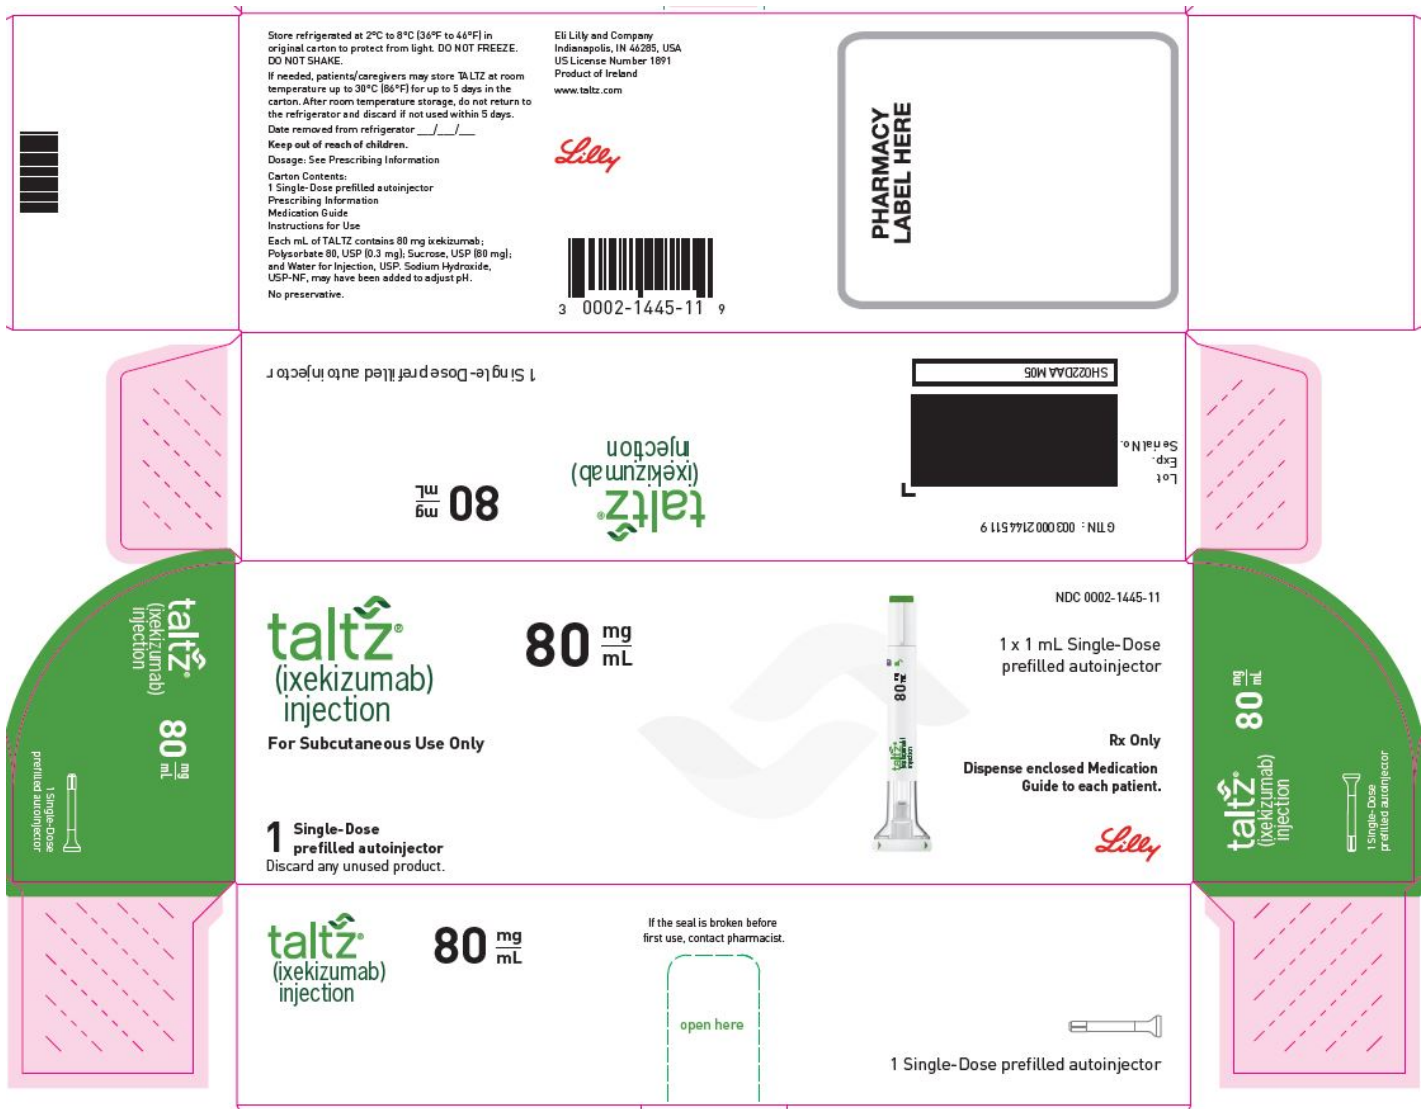 Store refrigerated at 2°C to 8°C (36°F to 46°F) in
original carton to protect from light. DO NOT FREEZE.
DO NOT SHAKE.
If needed, patients/caregivers may store TALTZ at room
temperature up to 30°C (86°F) for up to 5 days in the
carton. After room temperature storage, do not return to
the refrigerator and discard if not used within 5 days.
Date removed from refrigerator ___/___/___
Keep out of reach of children.
Dosage: See Prescribing Information
Carton Contents:
1 Single-Dose prefilled autoinjector
Prescribing Information
Medication Guide
Instructions for Use
Each mL of TALTZ contains 80 mg ixekizumab;
Polysorbate 80, USP (0.3 mg); Sucrose, USP (80 mg);
and Water for Injection, USP. Sodium Hydroxide,
USP-NF, may have been added to adjust pH.
No preservative.
Eli Lilly and Company
Indianapolis, IN 46285, USA
US License Number 1891
Product of Ireland
www.taltz.com
Lilly
3 0002-1445-11 9
PHARMACY
LABEL HERE
1 Single-Dose prefilled autoinjector
taltz®
(ixekizumab)
injection
80 mg
mL
GTIN: 00300021445119
Lot
Exp.
Serial No.
SH022DAA M05
taltz®
(ixekizumab)
injection
80 mg
mL
1 Single-Dose
prefilled autoinjector
taltz®
(ixekizumab)
injection
For Subcutaneous Use Only
80 mg
mL
1 Single-Dose
prefilled autoinjector
Discard any unused product.
taltz®
injection
80 mg
mL
NDC 0002-1445-11
1 x 1 mL Single-Dose
prefilled autoinjector
Rx Only
Dispense enclosed Medication
Guide to each patient.
Lilly
taltz®
(ixekizumab)
injection
80 mg
mL
1 Single-Dose
prefilled autoinjector
taltz®
(ixekizumab)
injection
80 mg
mL
If the seal is broken before
first use, contact pharmacist.
open here
1 Single-Dose prefilled autoinjector